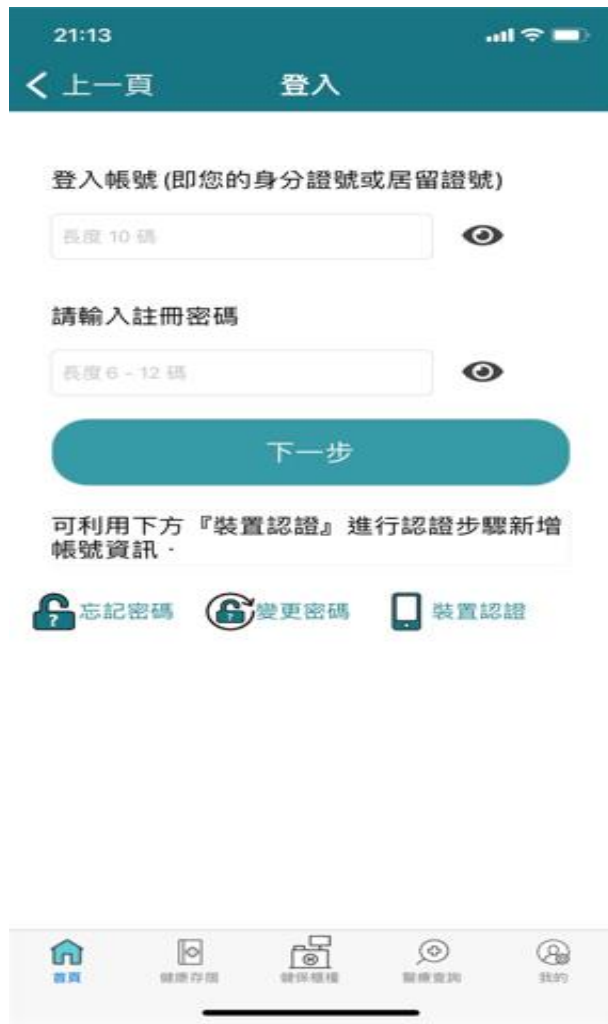 21:13
上一頁 登入
登入帳號(即您的身分證號或居留證號)
長度 10 碼
請輸入註冊密碼
長度 6 - 12 碼
下一步
可利用下方『裝置認證』進行認證步驟新增
帳號資訊.
忘記密碼 變更密碼 裝置認證
首頁 健康存摺 健保櫃檯 醫療查詢 我的